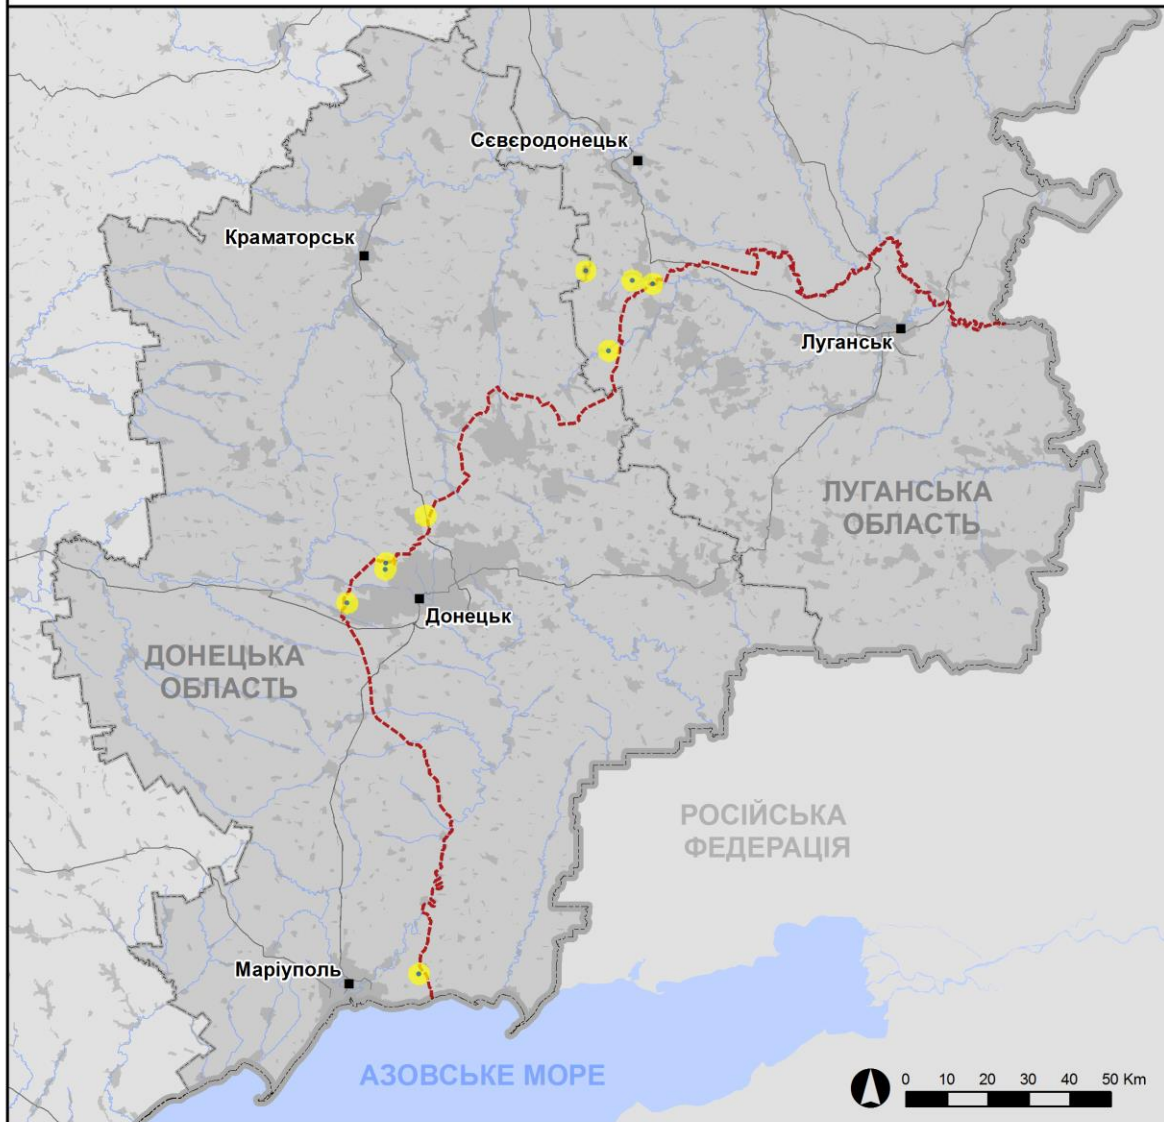 Сєвєродонецьк
Краматорськ
Луганськ
ЛУГАНСЬКА
ОБЛАСТЬ
Донецьк
ДОНЕЦЬКА
ОБЛАСТЬ
РОСІЙСЬКА
ФЕДЕРАЦІЯ
Маріуполь
АЗОВСЬКЕ МОРЕ
0 10 20 30 40 50 Km